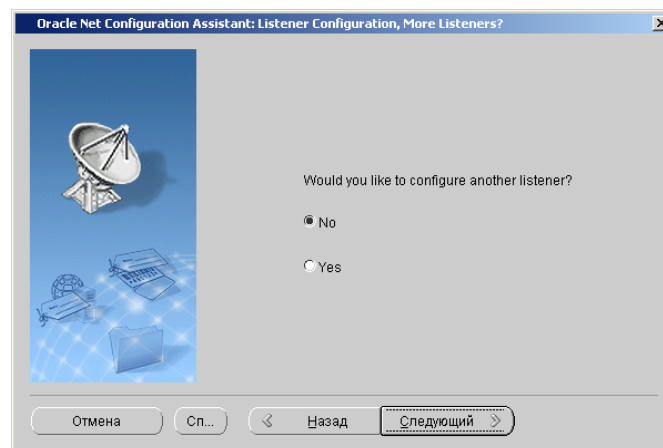 Oracle Net Configuration Assistant: Listener Configuration, More Listeners?
Would you like to configure another listener?
No
Yes
Отмена
Сп...
Назад
Следующий